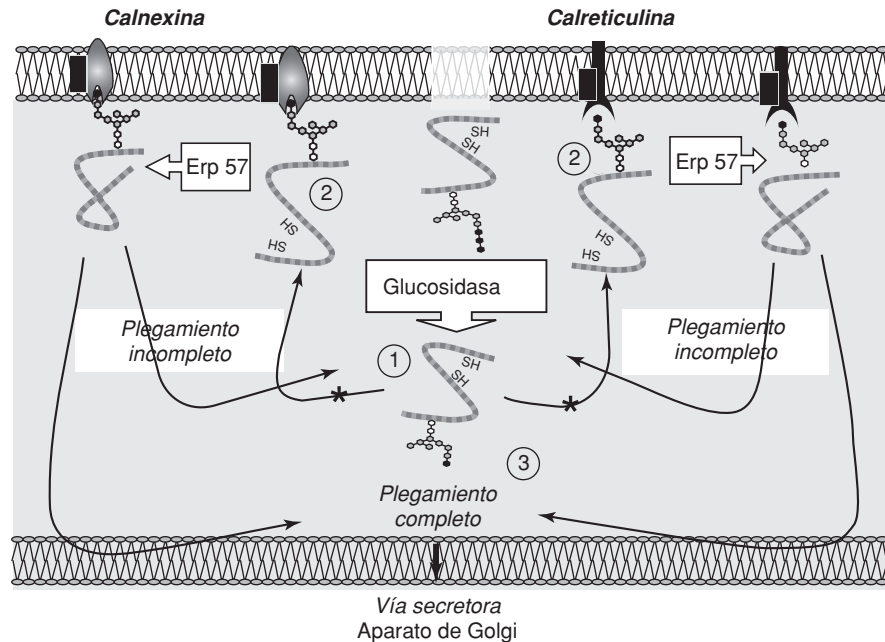 Calnexina
Calreticulina
SH
SH
Erp 57
2
HS
HS
2
HS
HS
Erp 57
Glucosidasa
Plegamiento
incompleto
Plegamiento
incompleto
1
SH
SH
3
Plegamiento
completo
Vía secretora
Aparato de Golgi